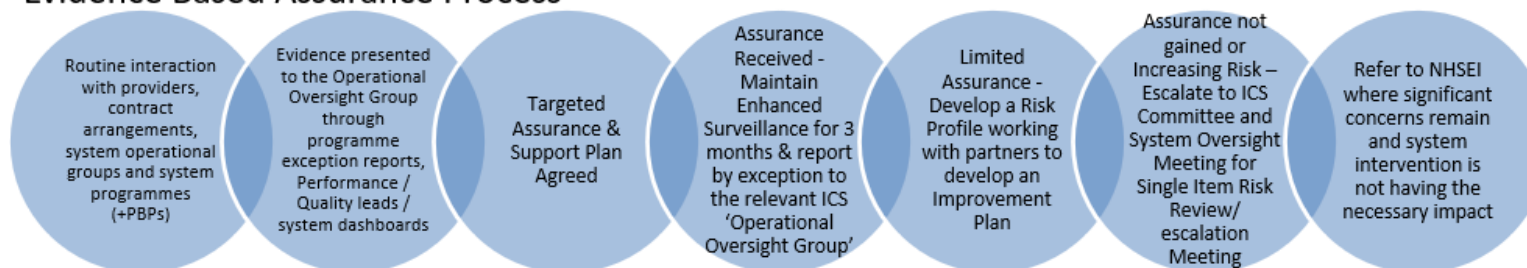 Evidence Based Assurance Process
Routine interaction
with providers,
contract
arrangements,
system operational
groups and system
programmes
(+PBPs)
Evidence presented
to the Operational
Oversight Group
through
programme
exception reports,
Performance /
Quality leads /
system dashboards
Targeted
Assurance &
Support Plan
Agreed
Assurance
Received -
Maintain
Enhanced
Surveillance for 3
months & report
by exception to
the relevant ICS
‘Operational
Oversight Group’
Limited
Assurance -
Develop a Risk
Profile working
with partners to
develop an
Improvement
Plan
Assurance not
gained or
Increasing Risk –
Escalate to ICS
Committee and
System Oversight
Meeting for
Single Item Risk
Review/
escalation
Meeting
Refer to NHSEI
where significant
concerns remain
and system
intervention is
not having the
necessary impact